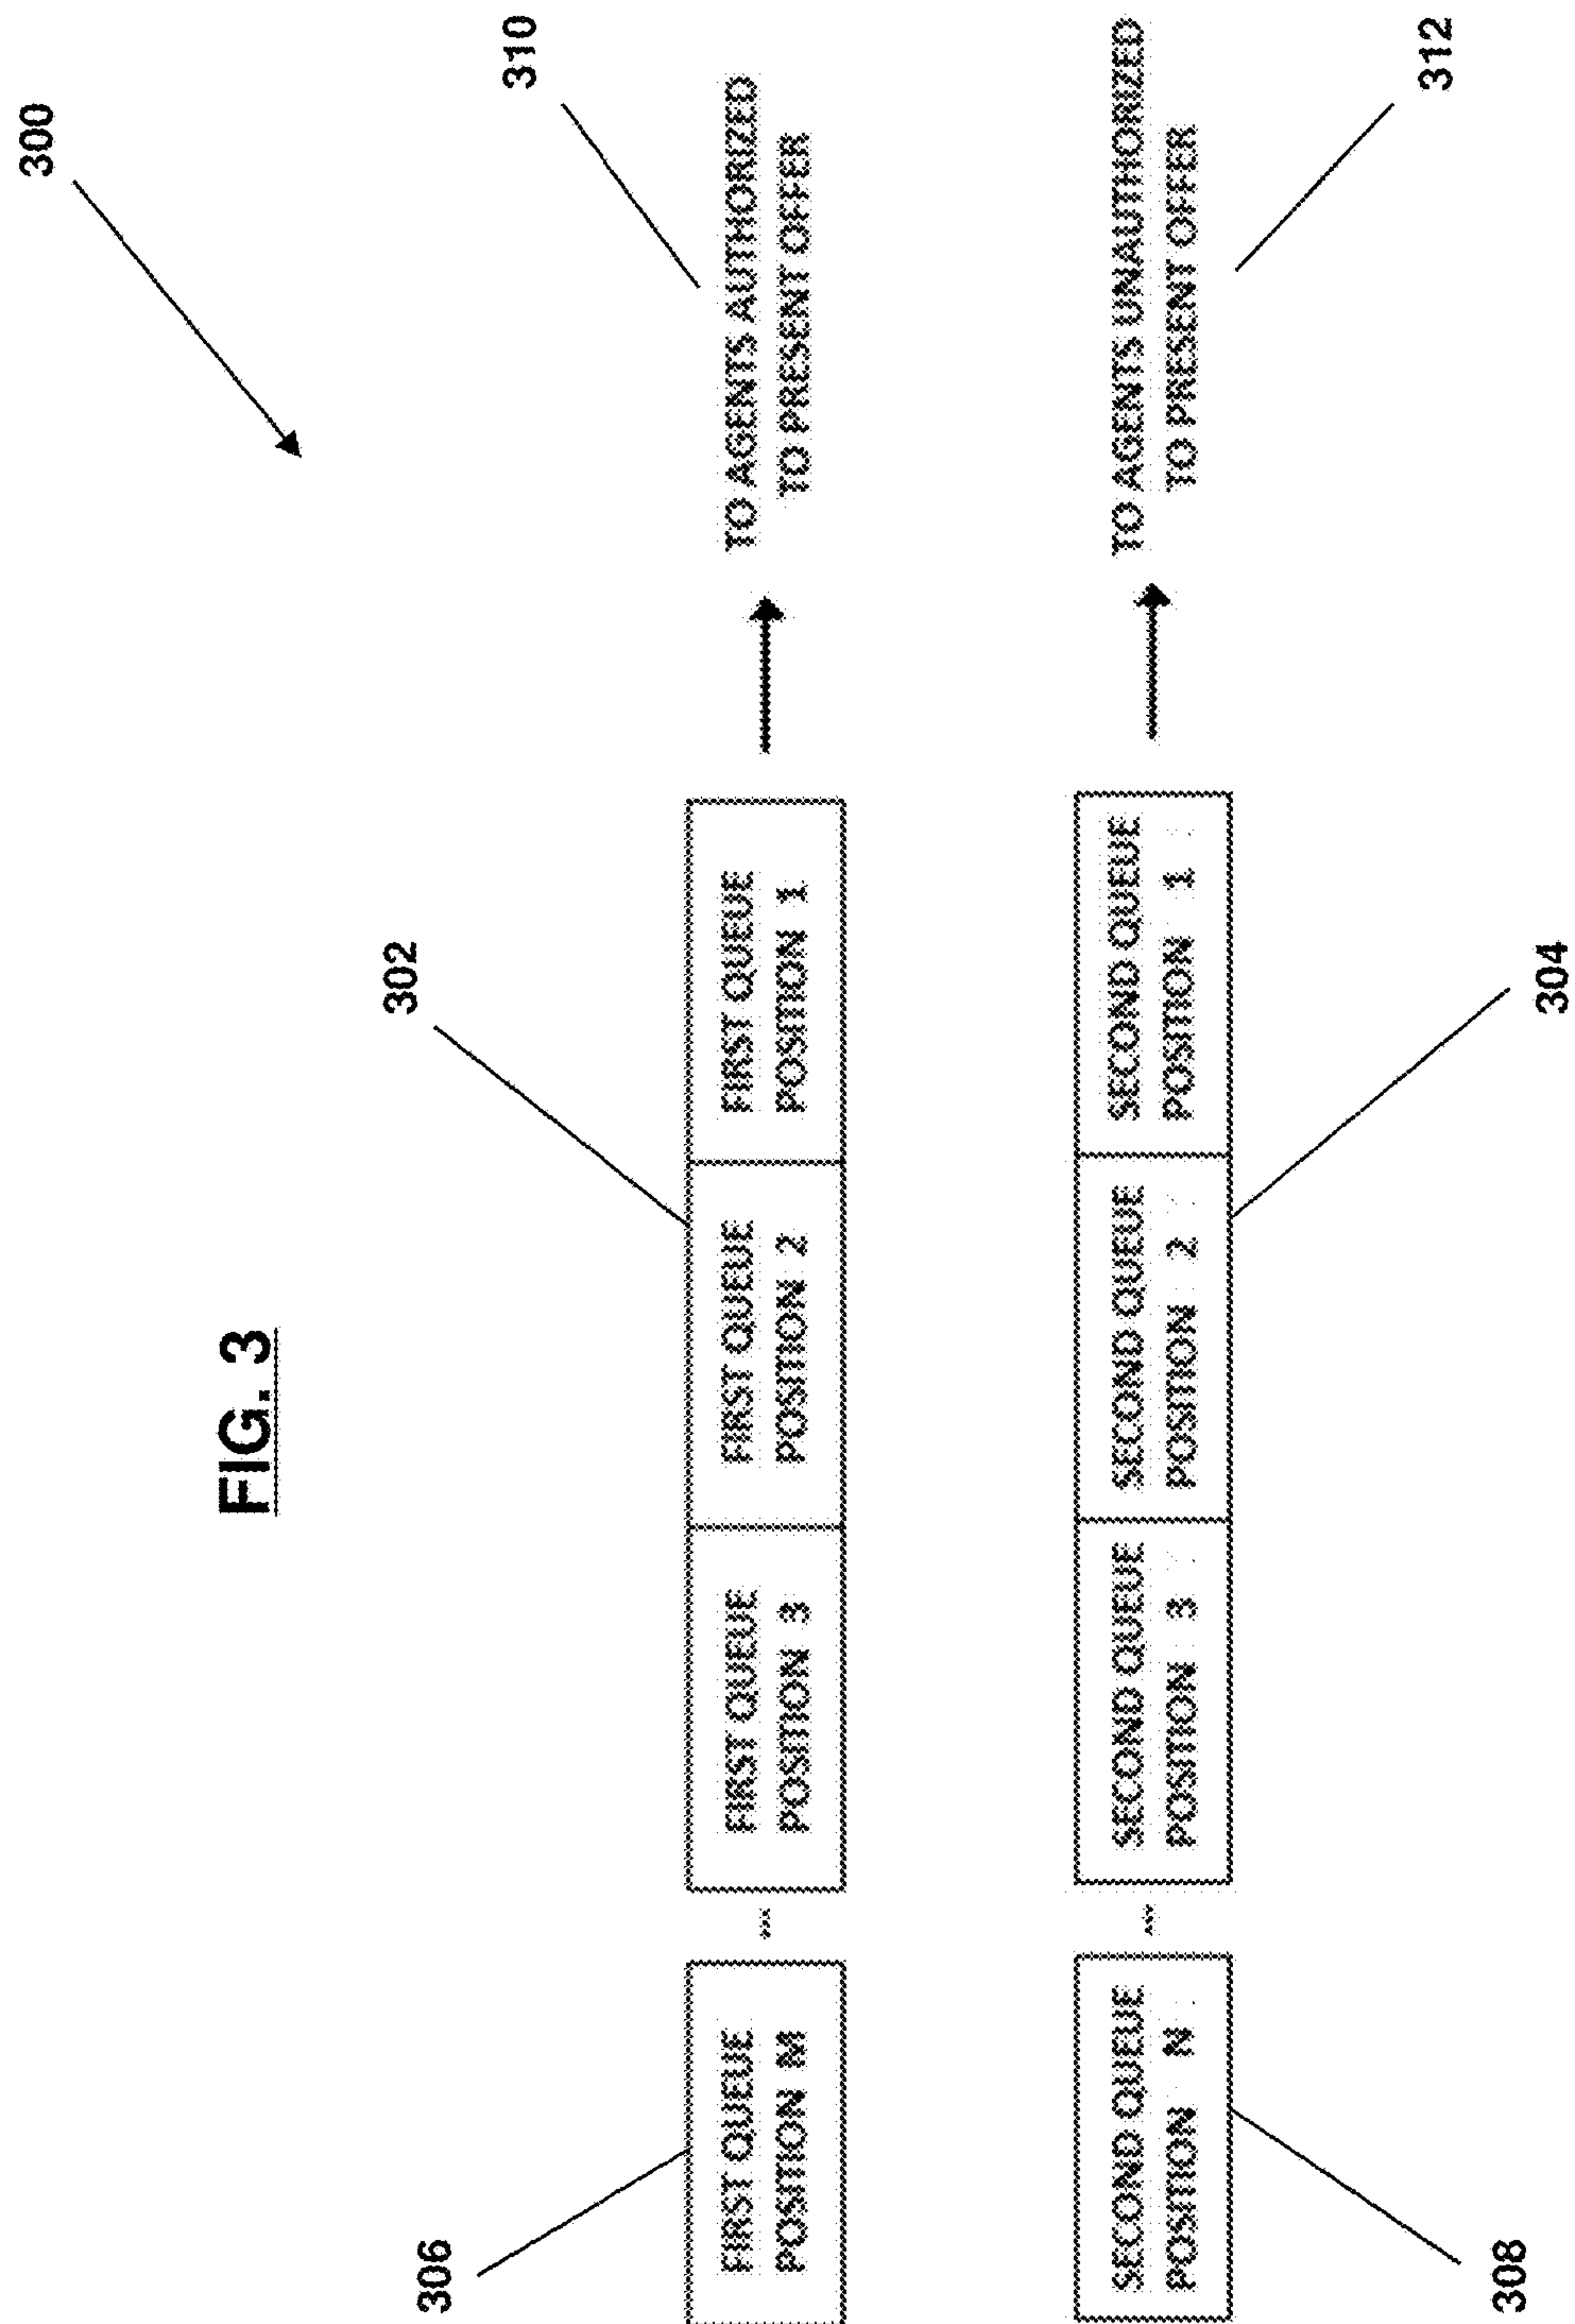 FIG. 3
300
302
310
306
FIRST QUEUE
POSITION M
...
FIRST QUEUE
POSITION 3
FIRST QUEUE
POSITION 2
FIRST QUEUE
POSITION 1
TO AGENTS AUTHORIZED
TO PRESENT OFFER
SECOND QUEUE
POSITION N
...
SECOND QUEUE
POSITION 3
SECOND QUEUE
POSITION 2
SECOND QUEUE
POSITION 1
TO AGENTS UNAUTHORIZED
TO PRESENT OFFER
308
304
312